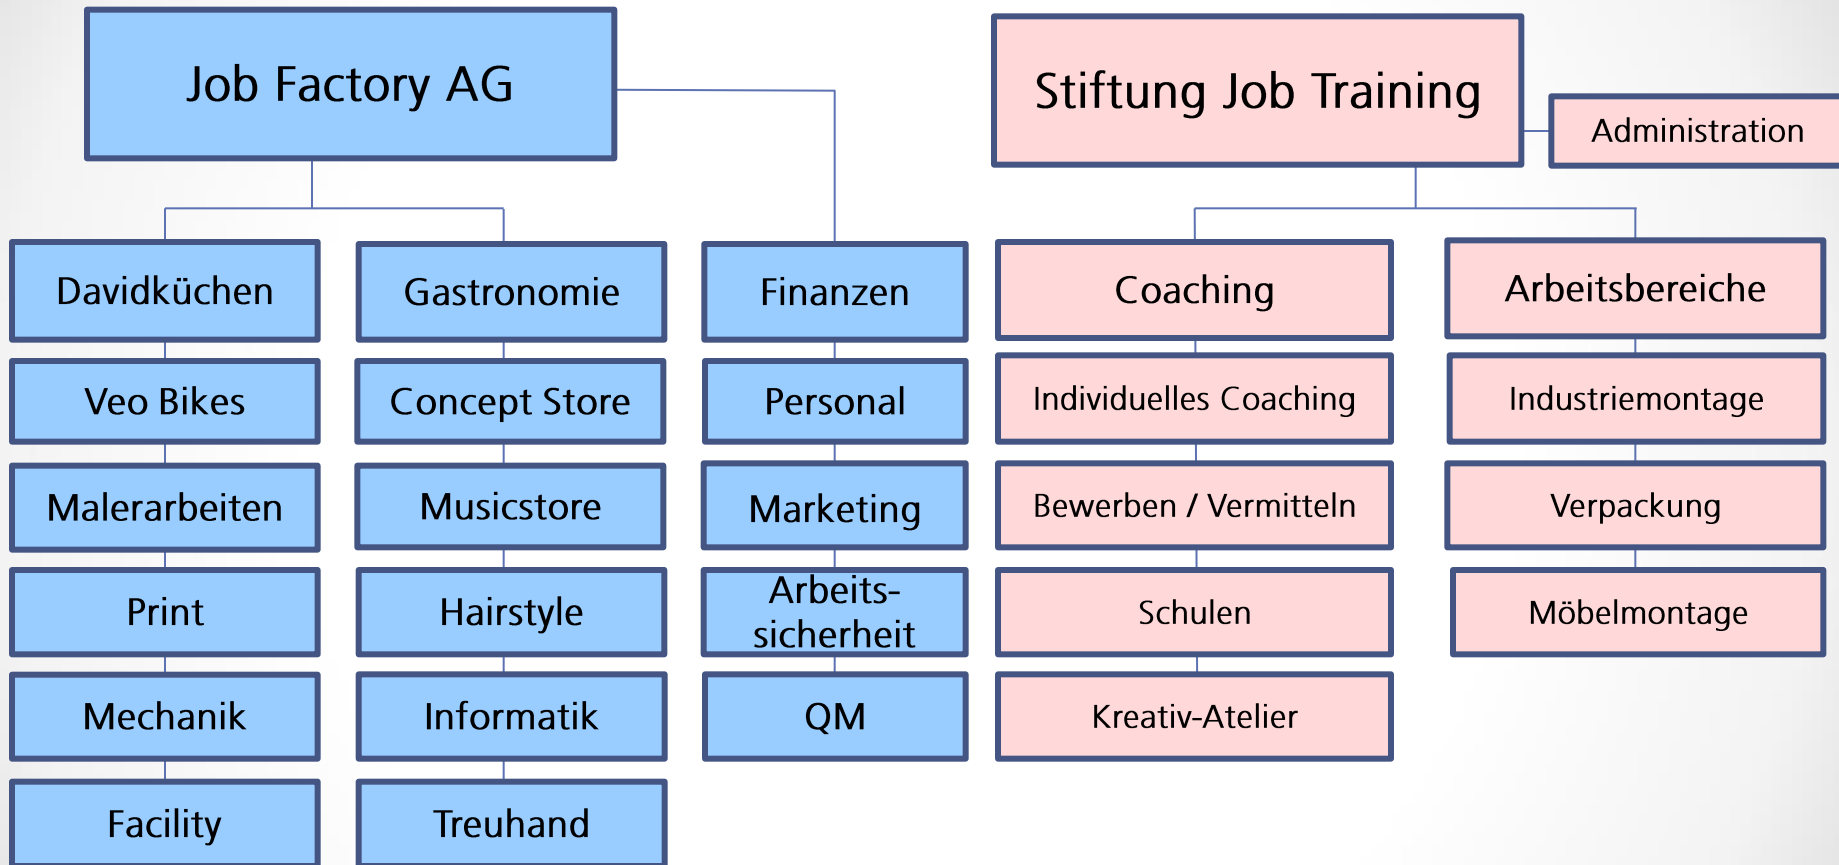 Job Factory AG
Stiftung Job Training
Administration
Davidküchen
Gastronomie
Finanzen
Coaching
Arbeitsbereiche
Veo Bikes
Concept Store
Personal
Individuelles Coaching
Industriemontage
Malerarbeiten
Musicstore
Marketing
Bewerben / Vermitteln
Verpackung
Print
Hairstyle
Arbeits-
sicherheit
Schulen
Möbelmontage
Mechanik
Informatik
QM
Kreativ-Atelier
Facility
Treuhand